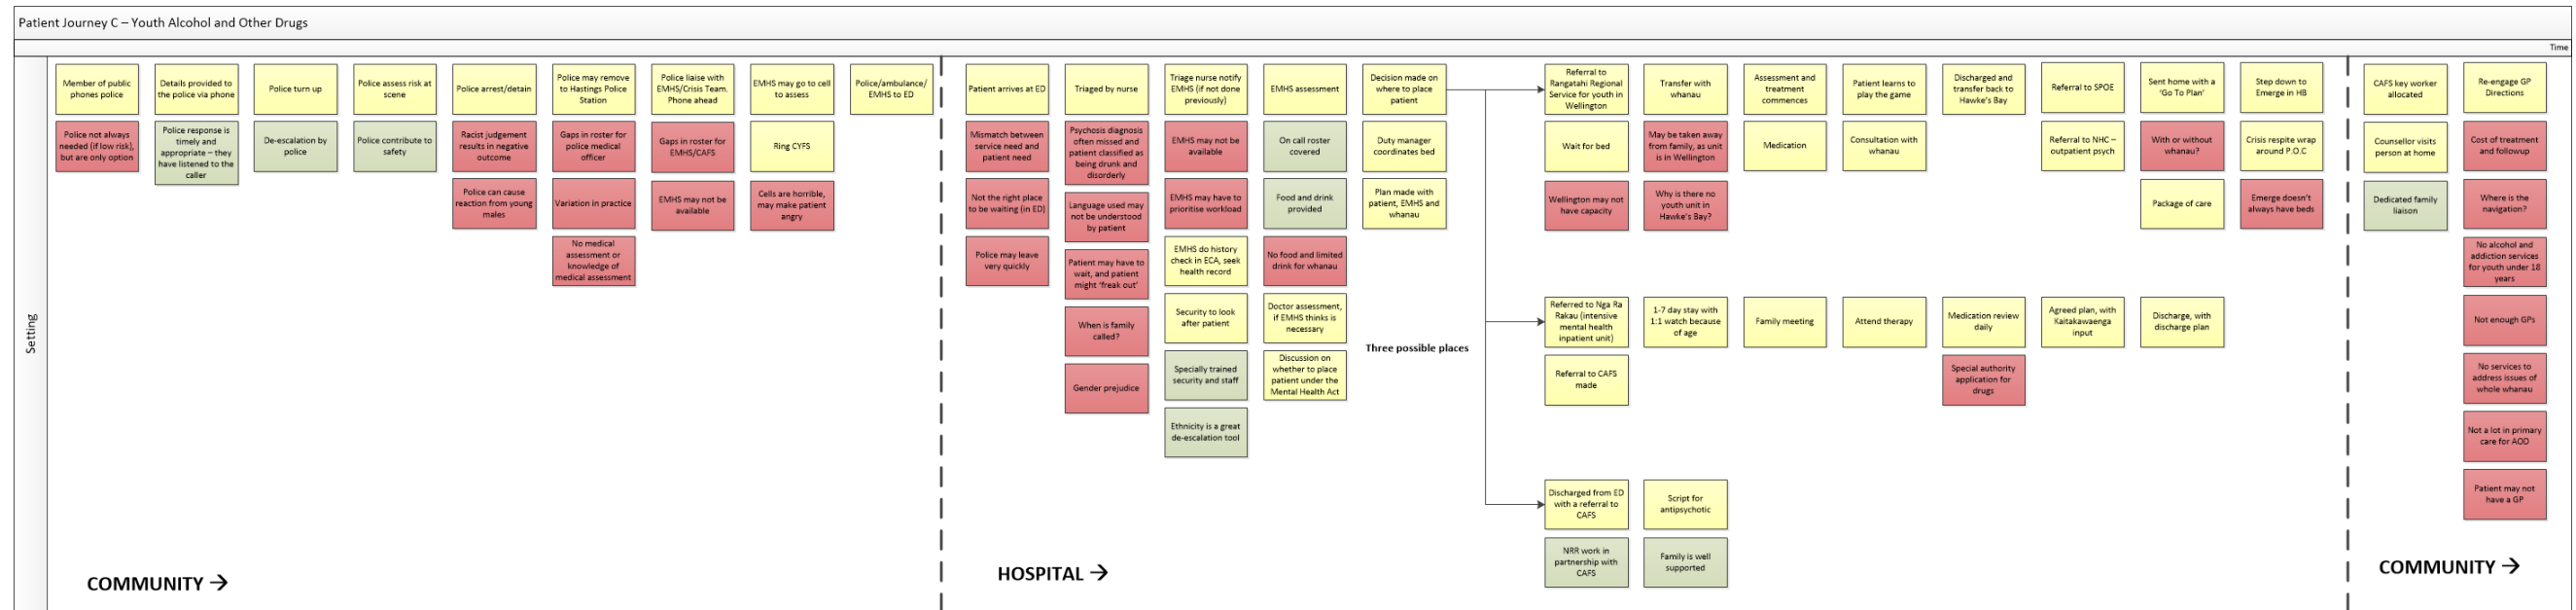 Patient Journey C – Youth Alcohol and Other Drugs
Time
Setting
Member of public
phones police
Police not always
needed (if low risk),
but are only option
Details provided to
the police via phone
Police response is
timely and
appropriate – they
have listened to the
caller
Police turn up
De-escalation by
police
Police assess risk at
scene
Police contribute to
safety
Police arrest/detain
Racist judgement
results in negative
outcome
Police can cause
reaction from young
males
Police may remove
to Hastings Police
Station
Gaps in roster for
police medical
officer
Variation in practice
No medical
assessment or
knowledge of
medical assessment
Police liaise with
EMHS/Crisis Team.
Phone ahead
Gaps in roster for
EMHS/CAFS
EMHS may not be
available
EMHS may go to cell
to assess
Ring CYFS
Cells are horrible,
may make patient
angry
Police/ambulance/
EMHS to ED
COMMUNITY →
Patient arrives at ED
Mismatch between
service need and
patient need
Not the right place
to be waiting (in ED)
Police may leave
very quickly
Triaged by nurse
Psychosis diagnosis
often missed and
patient classified as
being drunk and
disorderly
Language used may
not be understood
by patient
Patient may have to
wait, and patient
might ‘freak out’
When is family
called?
Gender prejudice
Triage nurse notify
EMHS (if not done
previously)
EMHS may not be
available
EMHS may have to
prioritise workload
EMHS do history
check in ECA, seek
health record
Security to look
after patient
Specially trained
security and staff
Ethnicity is a great
de-escalation tool
EMHS assessment
On call roster
covered
Food and drink
provided
No food and limited
drink for whanau
Doctor assessment,
if EMHS thinks is
necessary
Discussion on
whether to place
patient under the
Mental Health Act
Decision made on
where to place
patient
Duty manager
coordinates bed
Plan made with
patient, EMHS and
whanau
Three possible places
HOSPITAL →
Referral to
Rangatahi Regional
Service for youth in
Wellington
Wait for bed
Wellington may not
have capacity
Transfer with
whanau
May be taken away
from family, as unit
is in Wellington
Why is there no
youth unit in
Hawke’s Bay?
Assessment and
treatment
commences
Medication
Patient learns to
play the game
Consultation with
whanau
Discharged and
transfer back to
Hawke’s Bay
Referral to SPOE
Referral to NHC –
outpatient psych
Sent home with a
‘Go To Plan’
With or without
whanau?
Package of care
Step down to
Emerge in HB
Crisis respite wrap
around P.O.C
Emerge doesn’t
always have beds
Referred to Nga Ra
Rakau (intensive
mental health
inpatient unit)
Referral to CAFS
made
1-7 day stay with
1:1 watch because
of age
Family meeting
Attend therapy
Medication review
daily
Special authority
application for
drugs
Agreed plan, with
Kaitakawaenga
input
Discharge, with
discharge plan
Discharged from ED
with a referral to
CAFS
NRR work in
partnership with
CAFS
Script for
antipsychotic
Family is well
supported
CAFS key worker
allocated
Counsellor visits
person at home
Dedicated family
liaison
Re-engage GP
Directions
Cost of treatment
and followup
Where is the
navigation?
No alcohol and
addiction services
for youth under 18
years
Not enough GPs
No services to
address issues of
whole whanau
Not a lot in primary
care for AOD
Patient may not
have a GP
COMMUNITY →